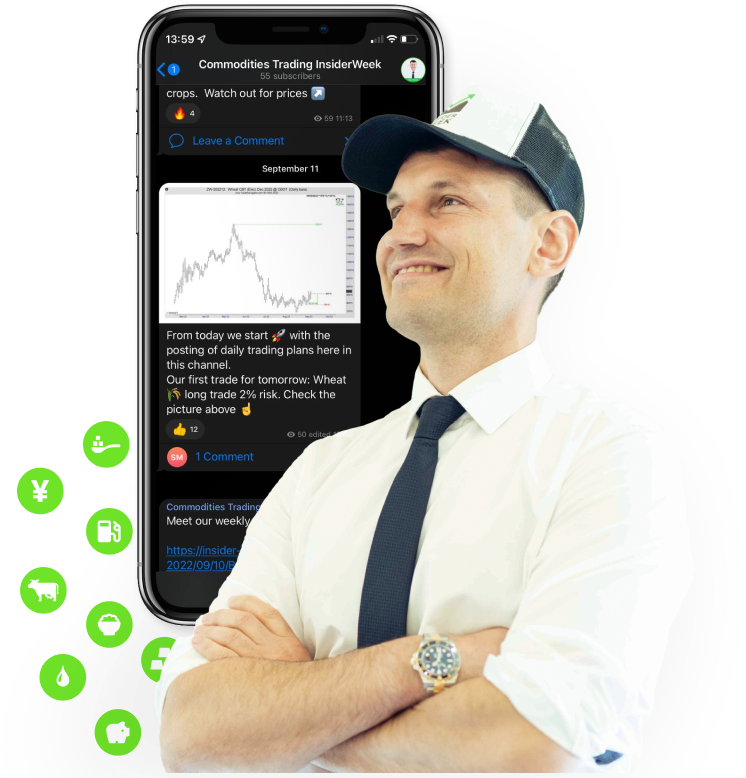 13:59
1
Commodities Trading InsiderWeek
55 subscribers
crops. Watch out for prices
4
59 11:13
Leave a Comment
September 11
From today we start 🚀 with the
posting of daily trading plans here in
this channel.
Our first trade for tomorrow: Wheat
🌾 long trade 2% risk. Check the
picture above ☝
12
50 edited
SM
1 Comment
Commodities Trading
Meet our weekly
https://insider-
2022/09/10/
¥